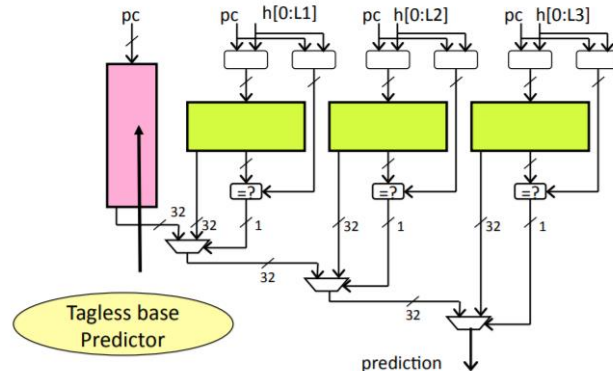 pc
pc h[0:L1]
pc h[0:L2]
pc h[0:L3]
=?
=?
=?
32
32
1
32
1
32
1
32
32
Tagless base
Predictor
prediction